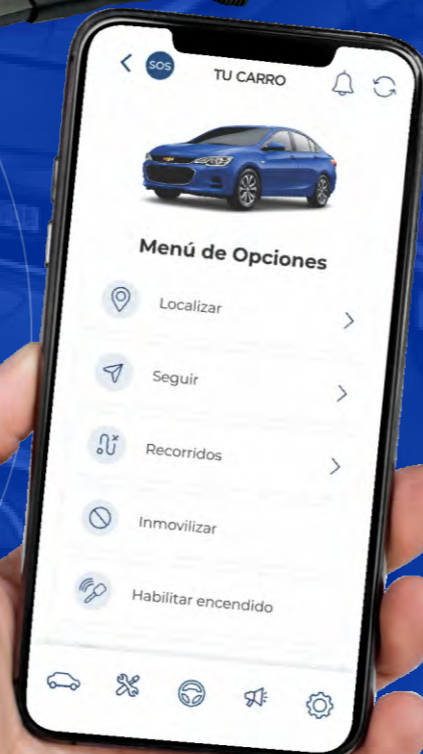 SOS
TU CARRO
Menú de Opciones
Localizar
Seguir
Recorridos
Inmovilizar
Habilitar encendido